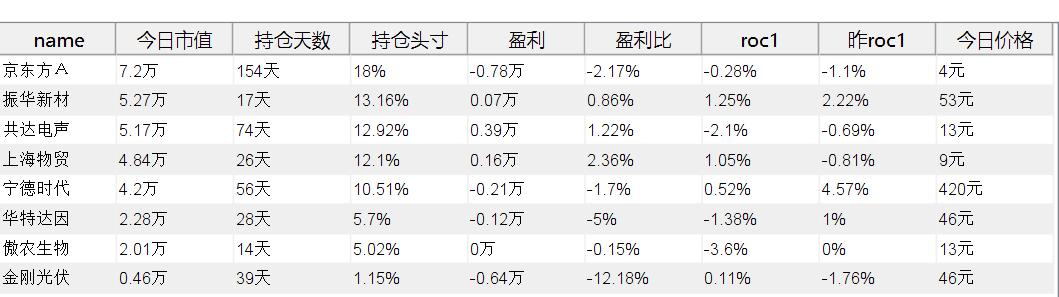 name 今日市值 持仓天数 持仓头寸 盈利 盈利比 roc1 昨roc1 今日价格
京东方A 7.2万 154天 18% -0.78万 -2.17% -0.28% -1.1% 4元
振华新材 5.27万 17天 13.16% 0.07万 0.86% 1.25% 2.22% 53元
共达电声 5.17万 74天 12.92% 0.39万 1.22% -2.1% -0.69% 13元
上海物贸 4.84万 26天 12.1% 0.16万 2.36% 1.05% -0.81% 9元
宁德时代 4.2万 56天 10.51% -0.21万 -1.7% 0.52% 4.57% 420元
华特达因 2.28万 28天 5.7% -0.12万 -5% -1.38% 1% 46元
傲农生物 2.01万 14天 5.02% 0万 -0.15% -3.6% 0% 13元
金刚光伏 0.46万 39天 1.15% -0.64万 -12.18% 0.11% -1.76% 46元